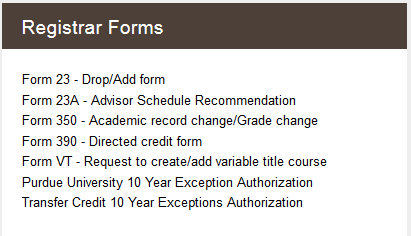 Registrar Forms
Form 23 - Drop/Add form
Form 23A - Advisor Schedule Recommendation
Form 350 - Academic record change/Grade change
Form 390 - Directed credit form
Form VT - Request to create/add variable title course
Purdue University 10 Year Exception Authorization
Transfer Credit 10 Year Exceptions Authorization